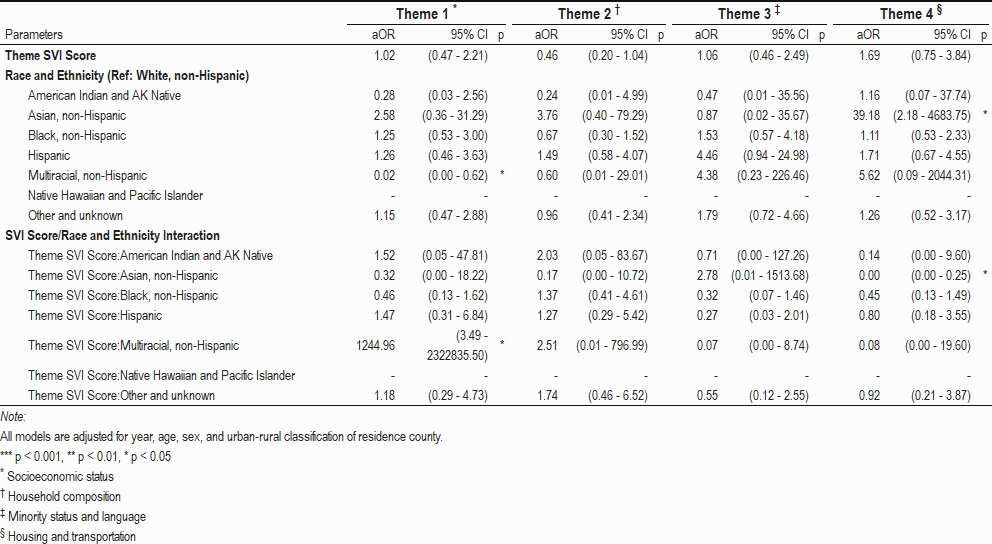 Theme 1 * Theme 2 † Theme 3 ‡ Theme 4 §
Parameters aOR 95% CI p aOR 95% CI p aOR 95% CI p aOR 95% CI p
Theme SVI Score 1.02 (0.47 - 2.21) 0.46 (0.20 - 1.04) 1.06 (0.46 - 2.49) 1.69 (0.75 - 3.84)
Race and Ethnicity (Ref: White, non-Hispanic)
American Indian and AK Native 0.28 (0.03 - 2.56) 0.24 (0.01 - 4.99) 0.47 (0.01 - 35.56) 1.16 (0.07 - 37.74)
Asian, non-Hispanic 2.58 (0.36 - 31.29) 3.76 (0.40 - 79.29) 0.87 (0.02 - 35.67) 39.18 (2.18 - 4683.75) *
Black, non-Hispanic 1.25 (0.53 - 3.00) 0.67 (0.30 - 1.52) 1.53 (0.57 - 4.18) 1.11 (0.53 - 2.33)
Hispanic 1.26 (0.46 - 3.63) 1.49 (0.58 - 4.07) 4.46 (0.94 - 24.98) 1.71 (0.67 - 4.55)
Multiracial, non-Hispanic 0.02 (0.00 - 0.62) * 0.60 (0.01 - 29.01) 4.38 (0.23 - 226.46) 5.62 (0.09 - 2044.31)
Native Hawaiian and Pacific Islander - - - - - - - -
Other and unknown 1.15 (0.47 - 2.88) 0.96 (0.41 - 2.34) 1.79 (0.72 - 4.66) 1.26 (0.52 - 3.17)
SVI Score/Race and Ethnicity Interaction
Theme SVI Score:American Indian and AK Native 1.52 (0.05 - 47.81) 2.03 (0.05 - 83.67) 0.71 (0.00 - 127.26) 0.14 (0.00 - 9.60)
Theme SVI Score:Asian, non-Hispanic 0.32 (0.00 - 18.22) 0.17 (0.00 - 10.72) 2.78 (0.01 - 1513.68) 0.00 (0.00 - 0.25) *
Theme SVI Score:Black, non-Hispanic 0.46 (0.13 - 1.62) 1.37 (0.41 - 4.61) 0.32 (0.07 - 1.46) 0.45 (0.13 - 1.49)
Theme SVI Score:Hispanic 1.47 (0.31 - 6.84) 1.27 (0.29 - 5.42) 0.27 (0.03 - 2.01) 0.80 (0.18 - 3.55)
Theme SVI Score:Multiracial, non-Hispanic 1244.96 (3.49 - 2322835.50) * 2.51 (0.01 - 796.99) 0.07 (0.00 - 8.74) 0.08 (0.00 - 19.60)
Theme SVI Score:Native Hawaiian and Pacific Islander - - - - - - - -
Theme SVI Score:Other and unknown 1.18 (0.29 - 4.73) 1.74 (0.46 - 6.52) 0.55 (0.12 - 2.55) 0.92 (0.21 - 3.87)
Note:
All models are adjusted for year, age, sex, and urban-rural classification of residence county.
*** p < 0.001, ** p < 0.01, * p < 0.05
* Socioeconomic status
† Household composition
‡ Minority status and language
§ Housing and transportation